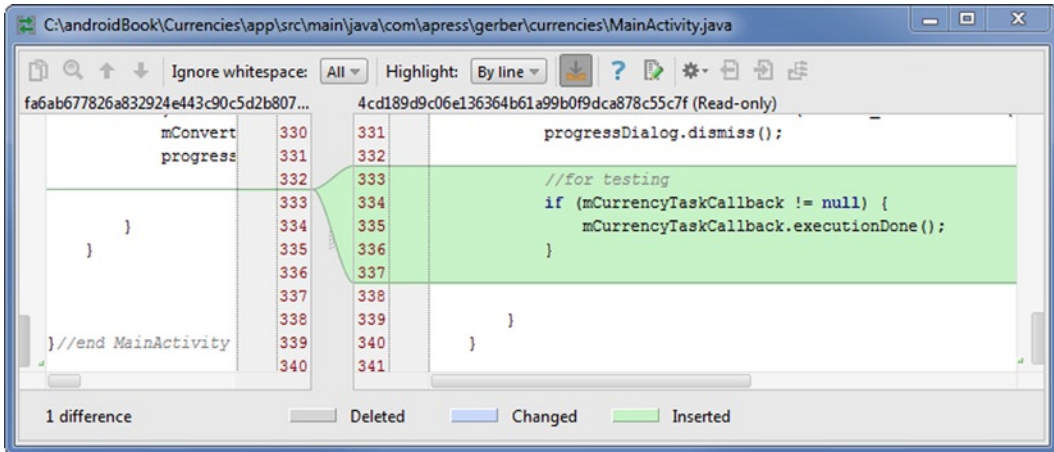 C:\androidBook\Currencies\app\src\main\java\com\apress\gerber\currencies\MainActivity.java
Ignore whitespace: All Highlight: By line ?
fa6ab677826a832924e443c90c5d2b807... 4cd189d9c06e136364b61a99b0f9dca878c55c7f (Read-only)
mConvert 330 331 progressDialog.dismiss();
progress 331 332
332 333 //for testing
333 334 if (mCurrencyTaskCallback != null) {
} 334 335 mCurrencyTaskCallback.executionDone();
} 335 336 }
336 337
337 338
338 339 }
}//end MainActivity 339 340 }
340 341
1 difference Deleted Changed Inserted